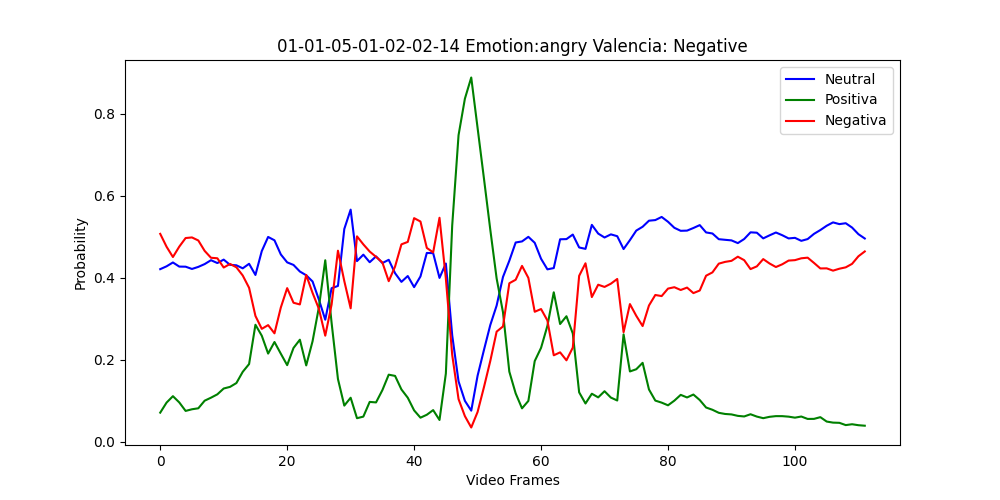 01-01-05-01-02-02-14 Emotion:angry Valencia: Negative
Neutral
Positiva
Negativa
Probability
0.8
0.6
0.4
0.2
0.0
0 20 40 60 80 100
Video Frames